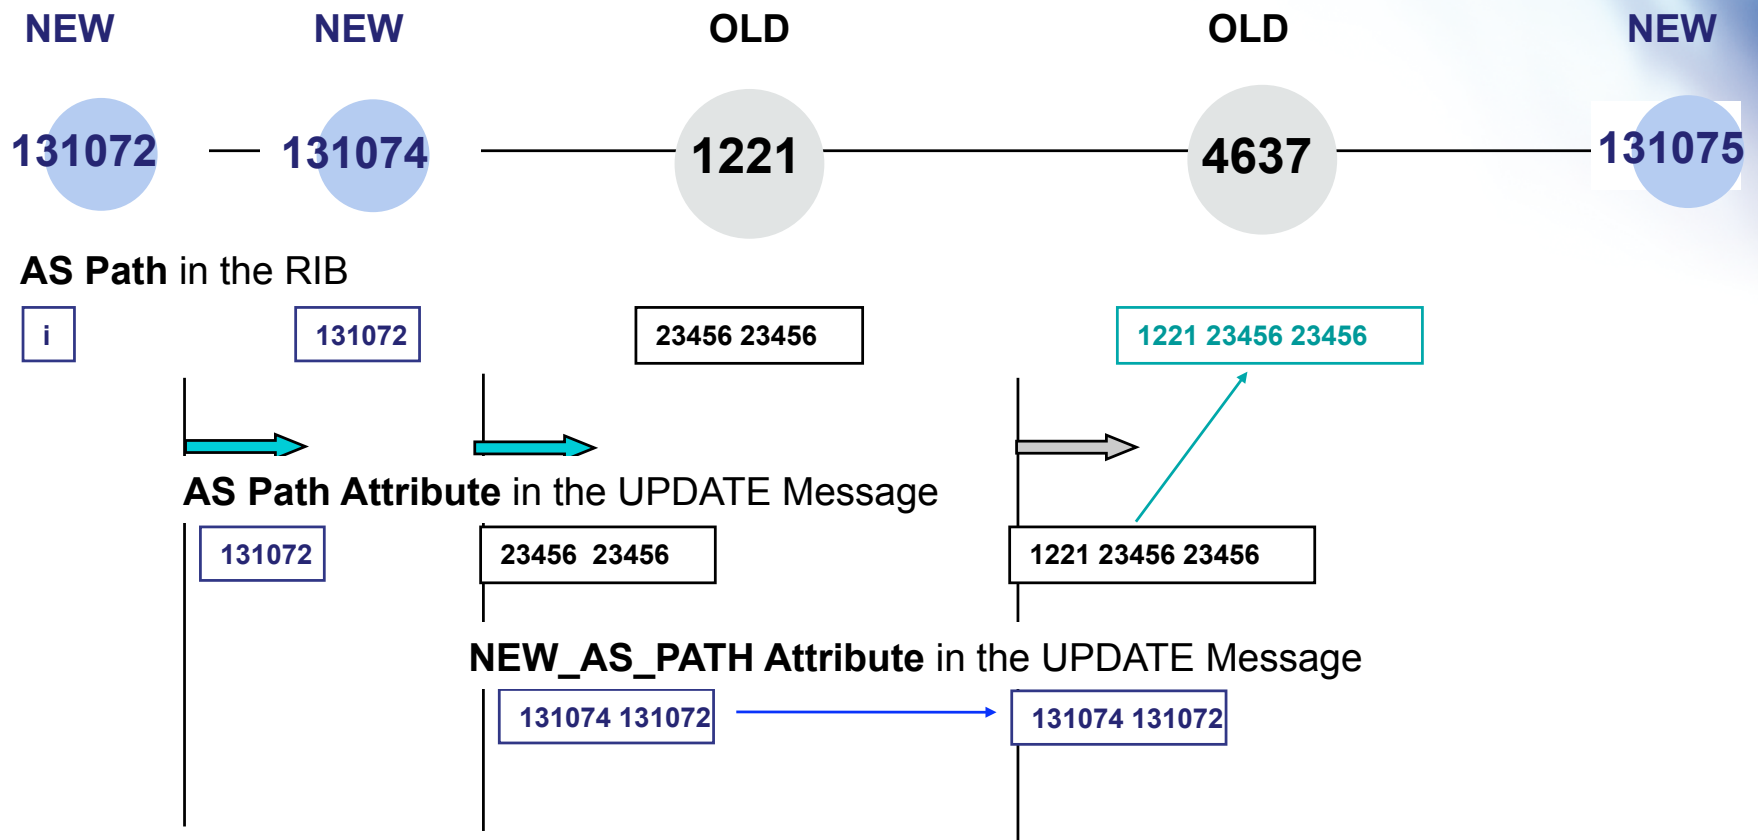 NEW NEW OLD OLD NEW
131072 131074 1221 4637 131075
AS Path in the RIB
i 131072 23456 23456 1221 23456 23456
AS Path Attribute in the UPDATE Message
131072 23456 23456 1221 23456 23456
NEW_AS_PATH Attribute in the UPDATE Message
131074 131072 131074 131072